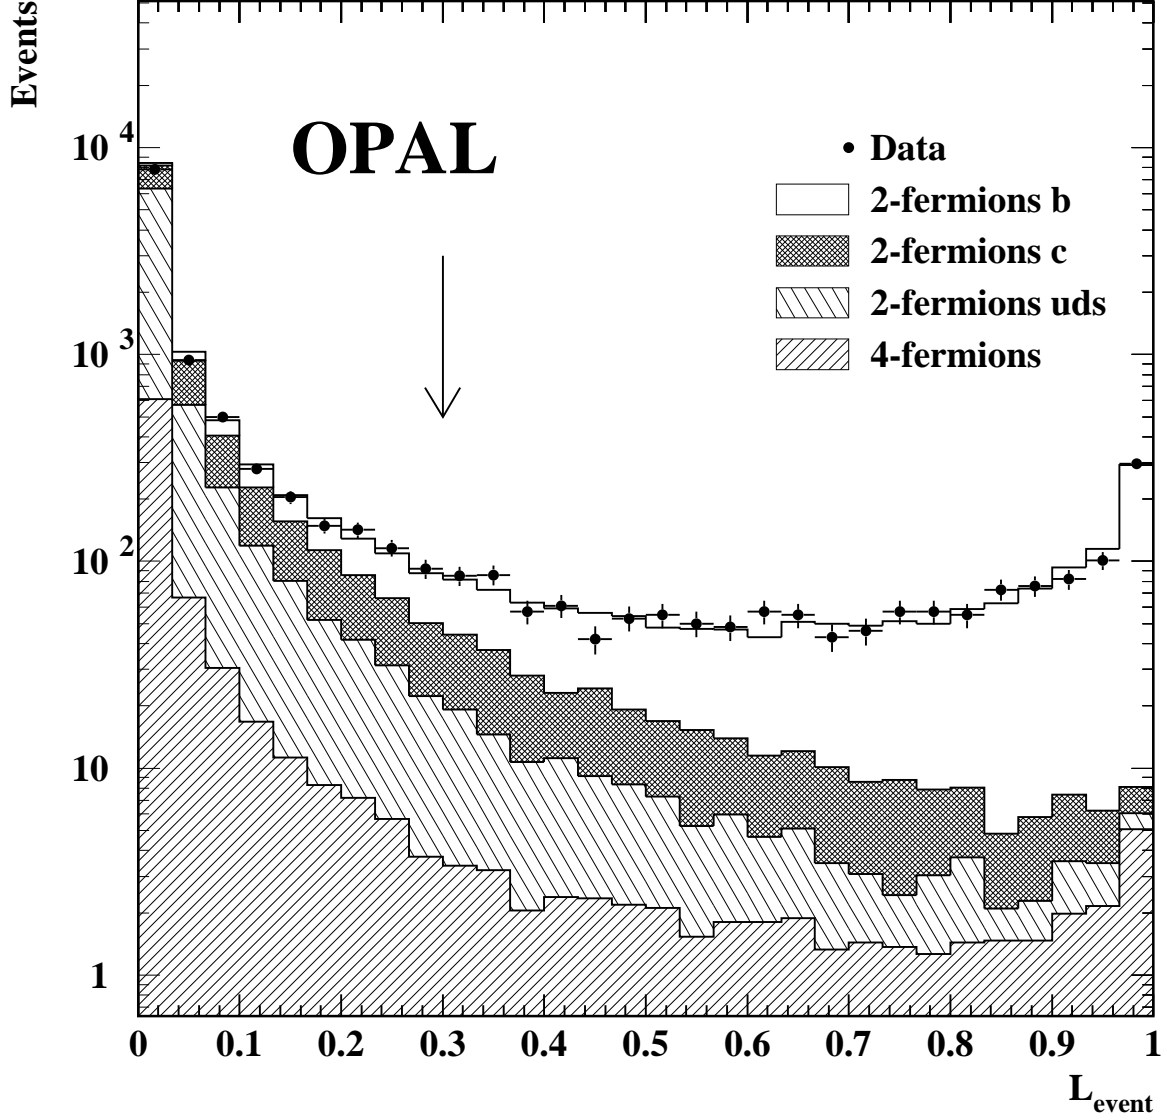 Events
OPAL
Data
2-fermions b
2-fermions c
2-fermions uds
4-fermions
10 4
10 3
10 2
10
1
0 0.1 0.2 0.3 0.4 0.5 0.6 0.7 0.8 0.9 1
L event